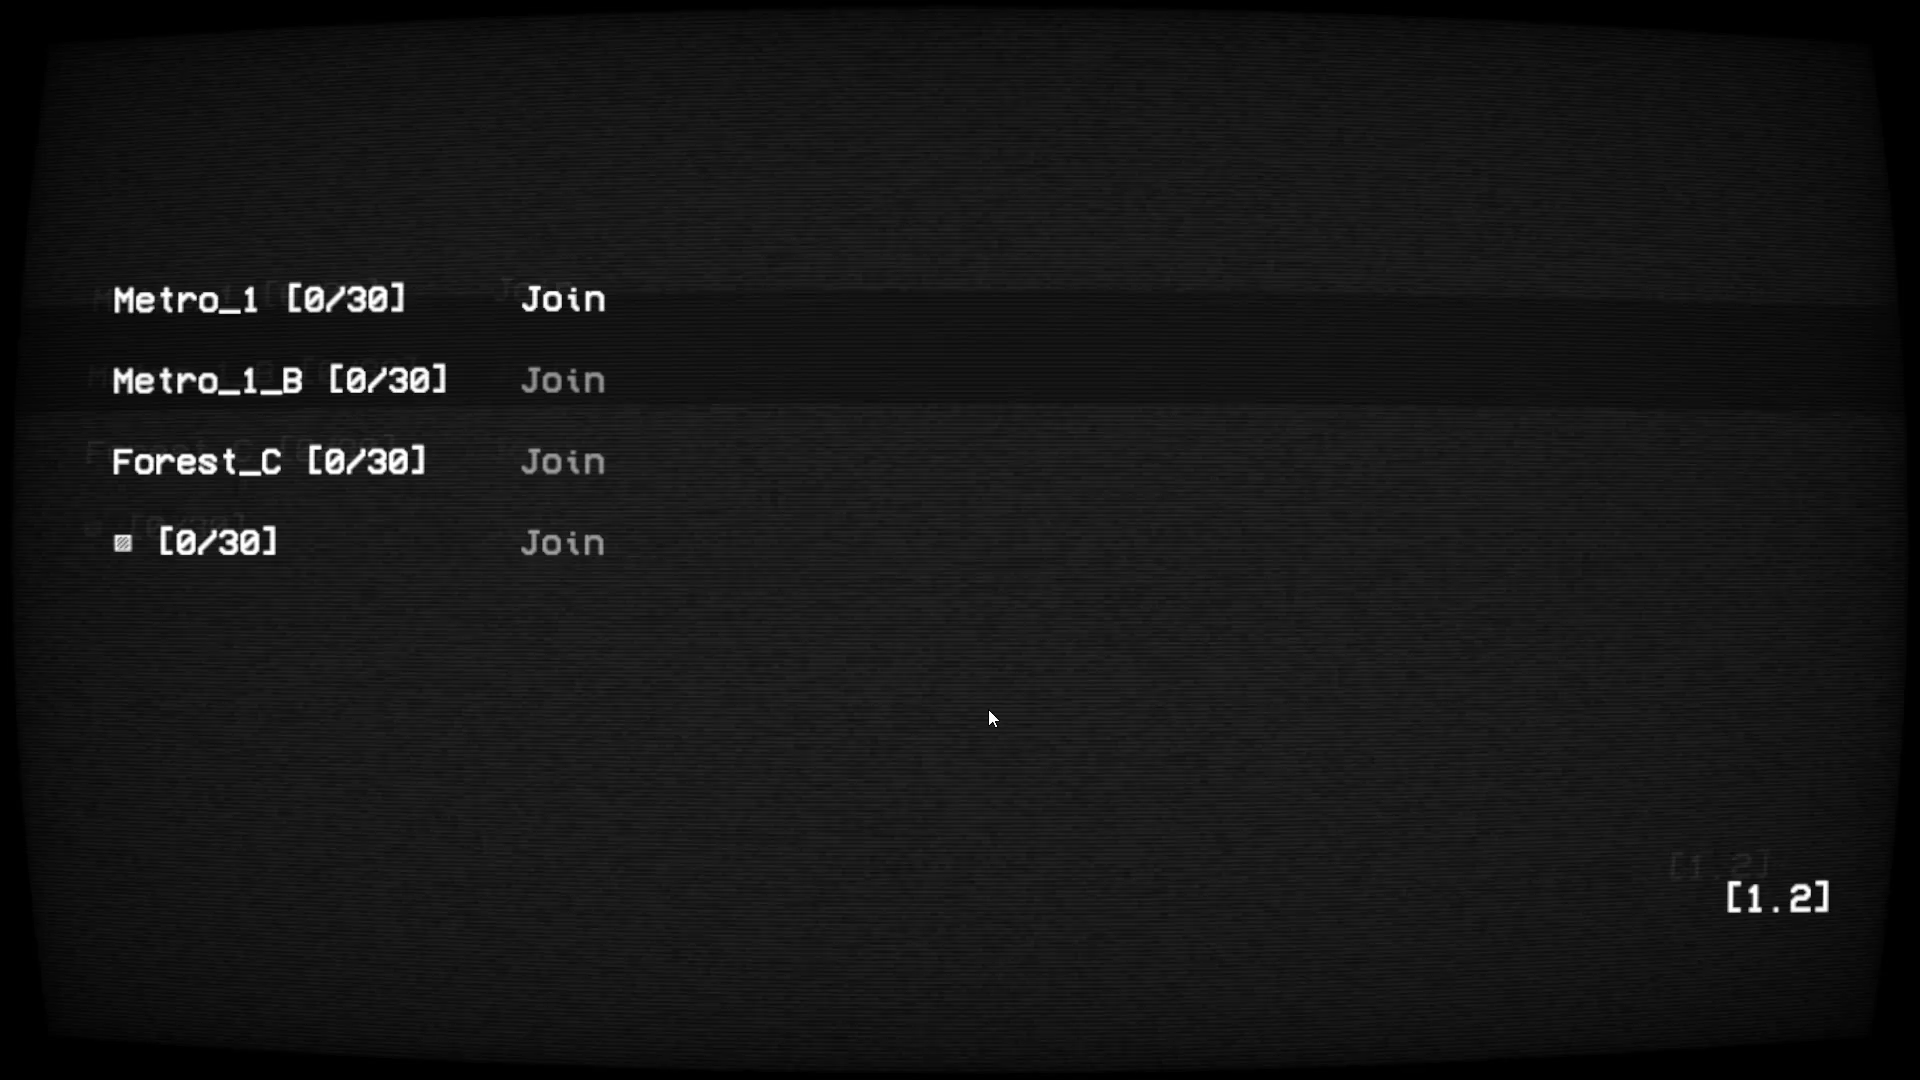 Metro_1 [0/30] Join
Metro_1_B [0/30] Join
Forest_C [0/30] Join
▨ [0/30] Join
[1.2]